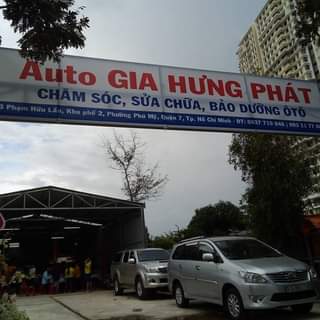 Auto GIA HƯNG PHÁT
CHĂM SÓC, SỬA CHỮA, BẢO DƯỠNG ÔTÔ
Phạm Hữu Lầu, Khu phố 2, Phường Phú Mỹ, Quận 7, Tp. Hồ Chí Minh - ĐT: